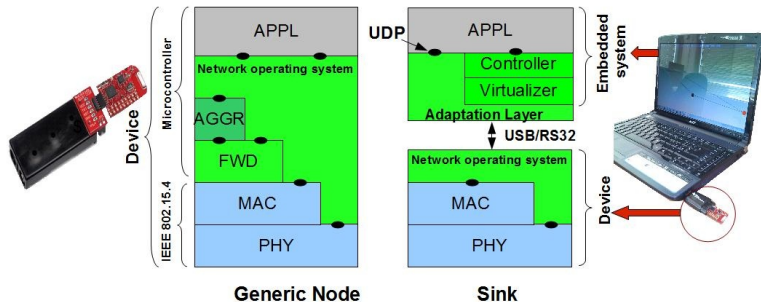 Device
Microcontroller
IEEE 802.15.4
APPL
Network operating system
AGGR
FWD
MAC
PHY
Generic Node
UDP
APPL
Controller
Virtualizer
Adaptation Layer
USB/RS32
Network operating system
MAC
PHY
Sink
Embedded
system
Device